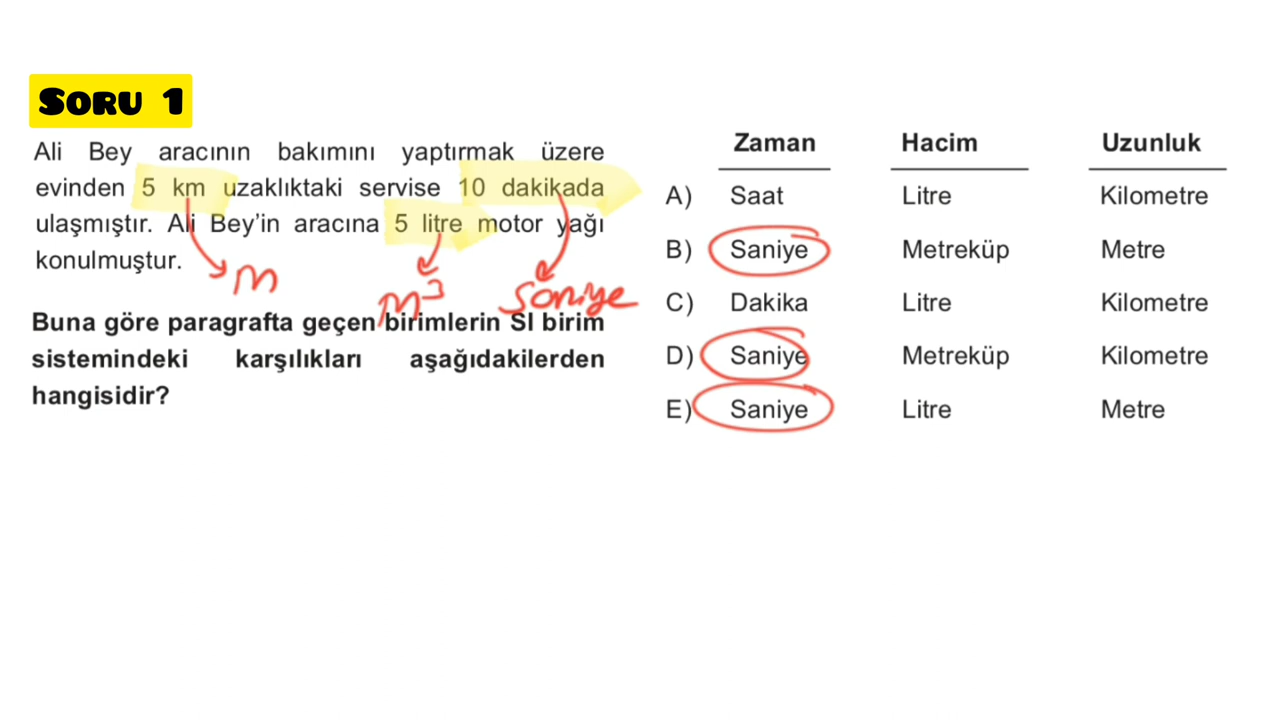 SORU 1
Ali Bey aracının bakımını yaptırmak üzere
evinden 5 km uzaklıktaki servise 10 dakikada
ulaşmıştır. Ali Bey'in aracına 5 litre motor yağı
konulmuştur.
m
m³
saniye
Buna göre paragrafta geçen birimlerin SI birim
sistemindeki karşılıkları aşağıdakilerden
hangisidir?
Zaman Hacim Uzunluk
A) Saat Litre Kilometre
B) Saniye Metreküp Metre
C) Dakika Litre Kilometre
D) Saniye Metreküp Kilometre
E) Saniye Litre Metre